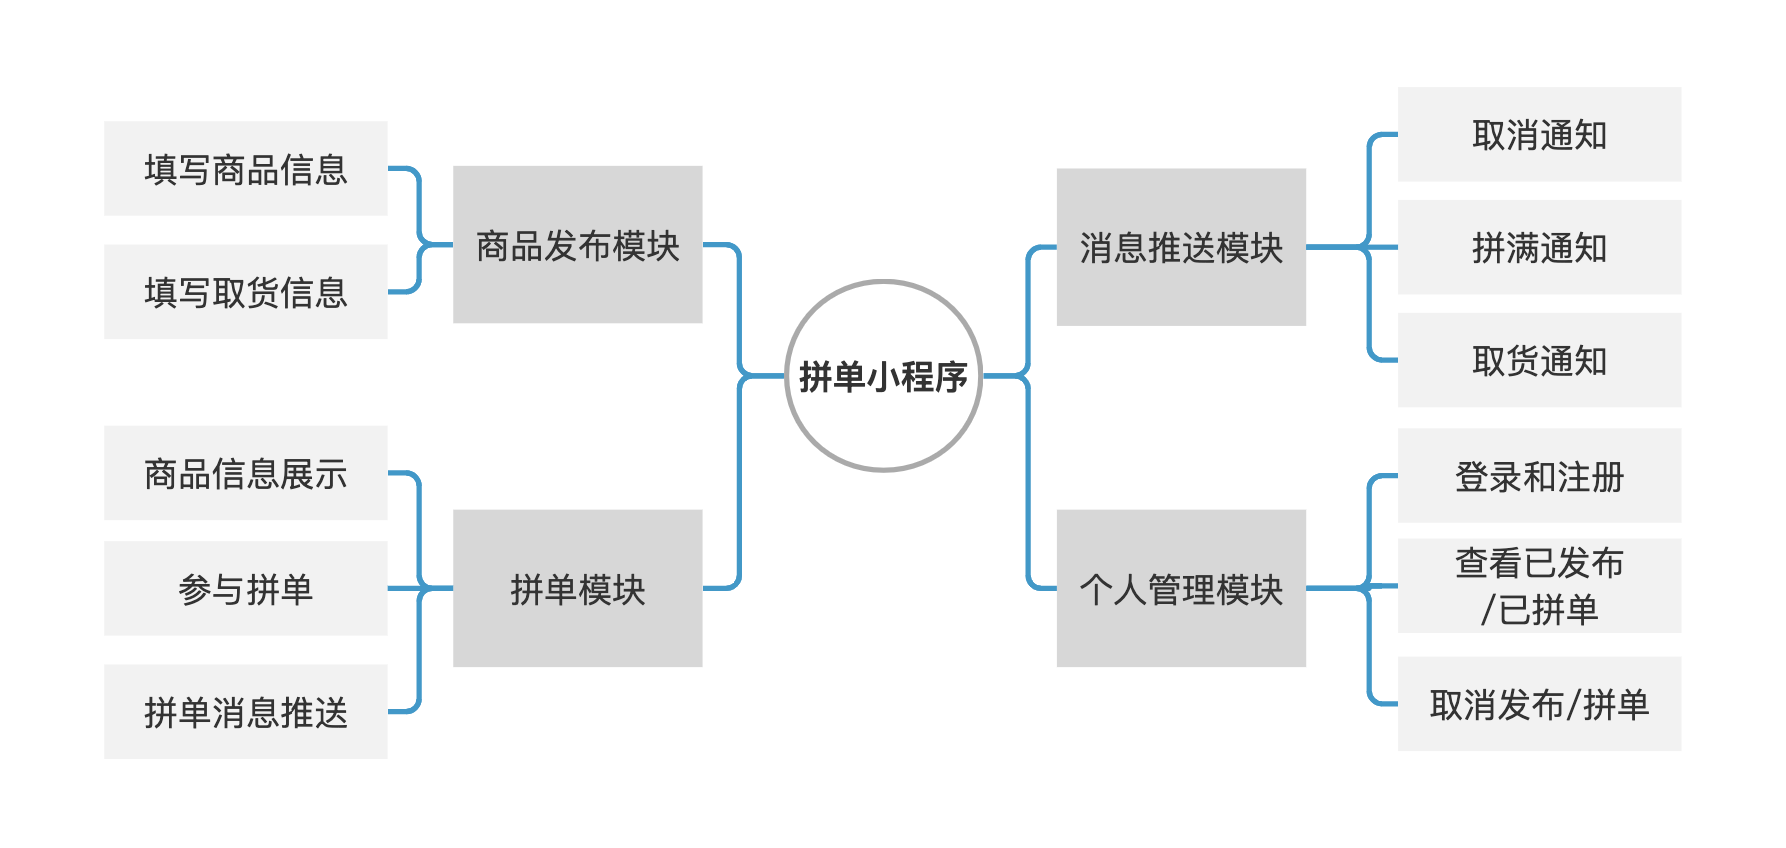 填写商品信息
填写取货信息
商品发布模块
商品信息展示
参与拼单
拼单消息推送
拼单模块
拼单小程序
消息推送模块
取消通知
拼满通知
取货通知
个人管理模块
登录和注册
查看已发布
/已拼单
取消发布/拼单